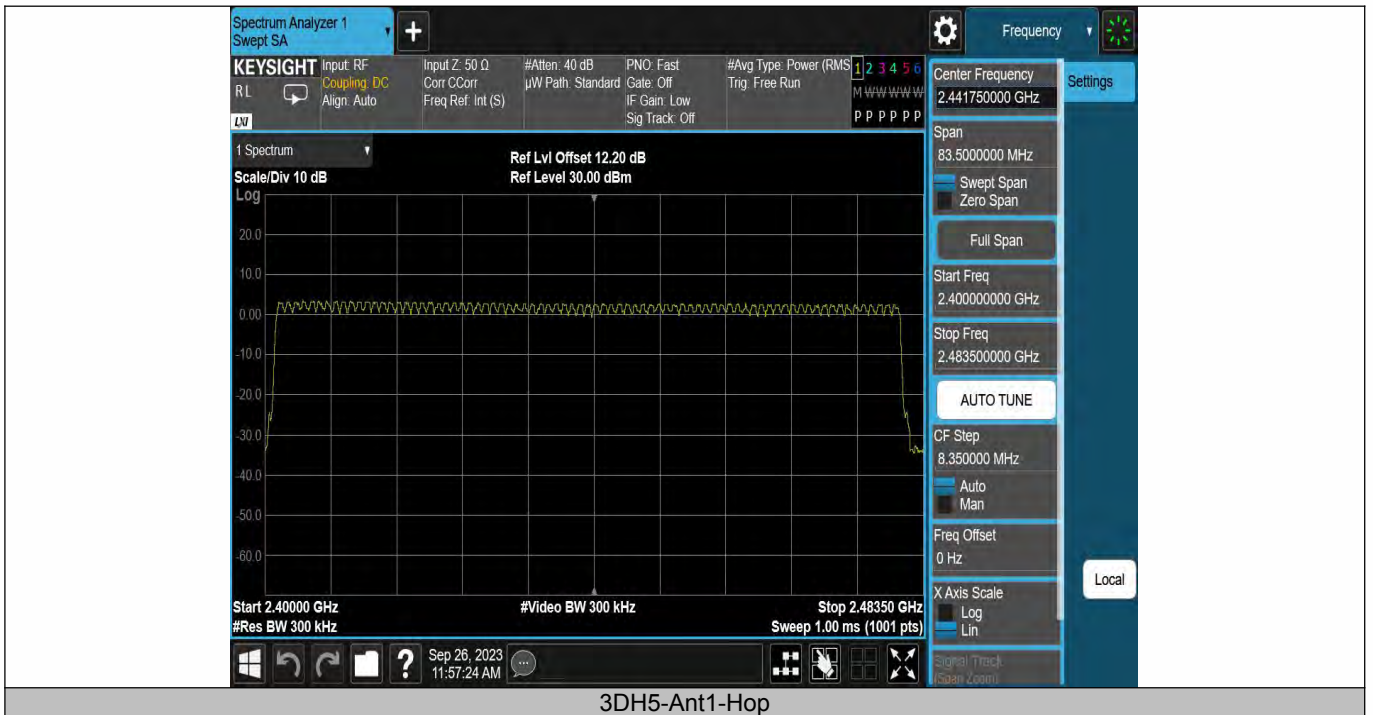 Spectrum Analyzer 1
Swept SA
+
Frequency
KEYSIGHT
RL
LXI
Input: RF
Coupling: DC
Align: Auto
Input Z: 50 Ω
Corr CCorr
Freq Ref: Int (S)
#Atten: 40 dB
µW Path: Standard
PNO: Fast
Gate: Off
IF Gain: Low
Sig Track: Off
#Avg Type: Power (RMS
Trig: Free Run
1 2 3 4 5 6
M W W W W W
P P P P P P
1 Spectrum
Scale/Div 10 dB
Ref Lvl Offset 12.20 dB
Ref Level 30.00 dBm
Log
20.0
10.0
0.00
-10.0
-20.0
-30.0
-40.0
-50.0
-60.0
Start 2.40000 GHz
#Video BW 300 kHz
Stop 2.48350 GHz
#Res BW 300 kHz
Sweep 1.00 ms (1001 pts)
Center Frequency
2.441750000 GHz
Settings
Span
83.5000000 MHz
Swept Span
Zero Span
Full Span
Start Freq
2.400000000 GHz
Stop Freq
2.483500000 GHz
AUTO TUNE
CF Step
8.350000 MHz
Auto
Man
Freq Offset
0 Hz
X Axis Scale
Log
Lin
Signal Track
(Span Zoom)
Local
?
Sep 26, 2023
11:57:24 AM
3DH5-Ant1-Hop